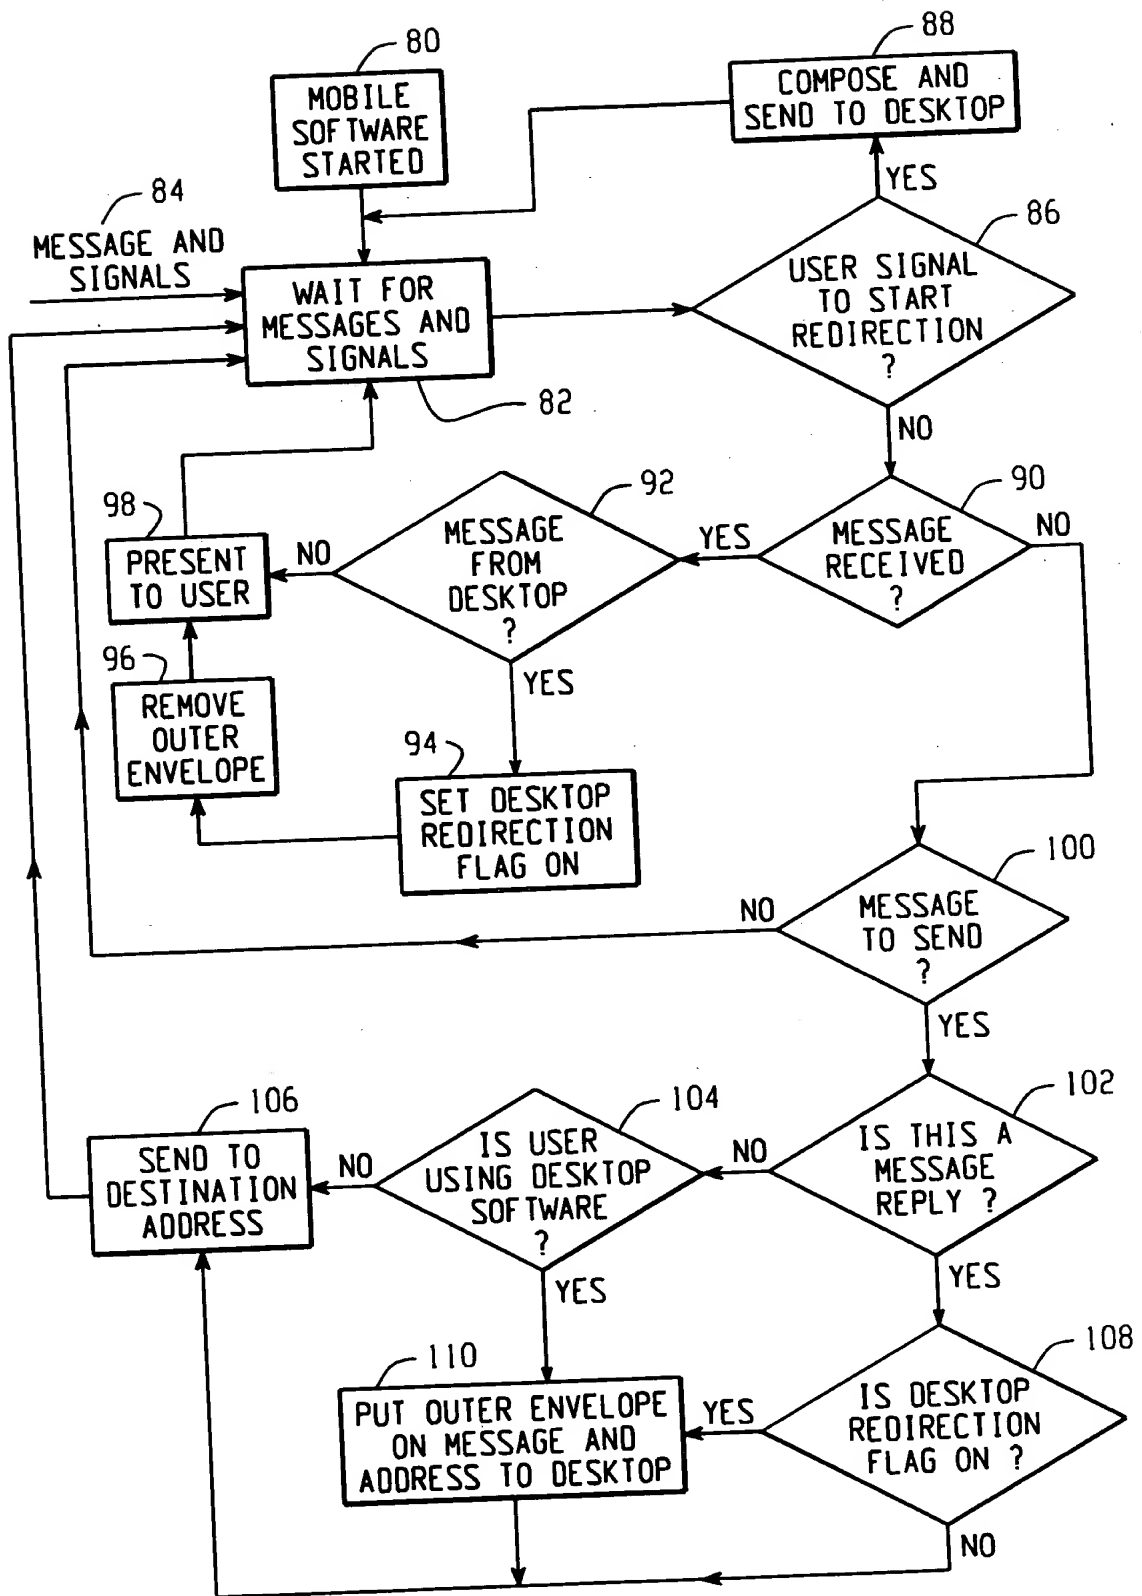 80
MOBILE
SOFTWARE
STARTED
88
COMPOSE AND
SEND TO DESKTOP
YES
84
MESSAGE AND
SIGNALS
WAIT FOR
MESSAGES AND
SIGNALS
82
86
USER SIGNAL
TO START
REDIRECTION
?
NO
90
MESSAGE
RECEIVED
?
NO
YES
92
MESSAGE
FROM
DESKTOP
?
NO
YES
98
PRESENT
TO USER
96
REMOVE
OUTER
ENVELOPE
94
SET DESKTOP
REDIRECTION
FLAG ON
100
MESSAGE
TO SEND
?
NO
YES
102
IS THIS A
MESSAGE
REPLY ?
NO
YES
104
IS USER
USING DESKTOP
SOFTWARE
?
NO
YES
106
SEND TO
DESTINATION
ADDRESS
108
IS DESKTOP
REDIRECTION
FLAG ON ?
YES
NO
110
PUT OUTER ENVELOPE
ON MESSAGE AND
ADDRESS TO DESKTOP